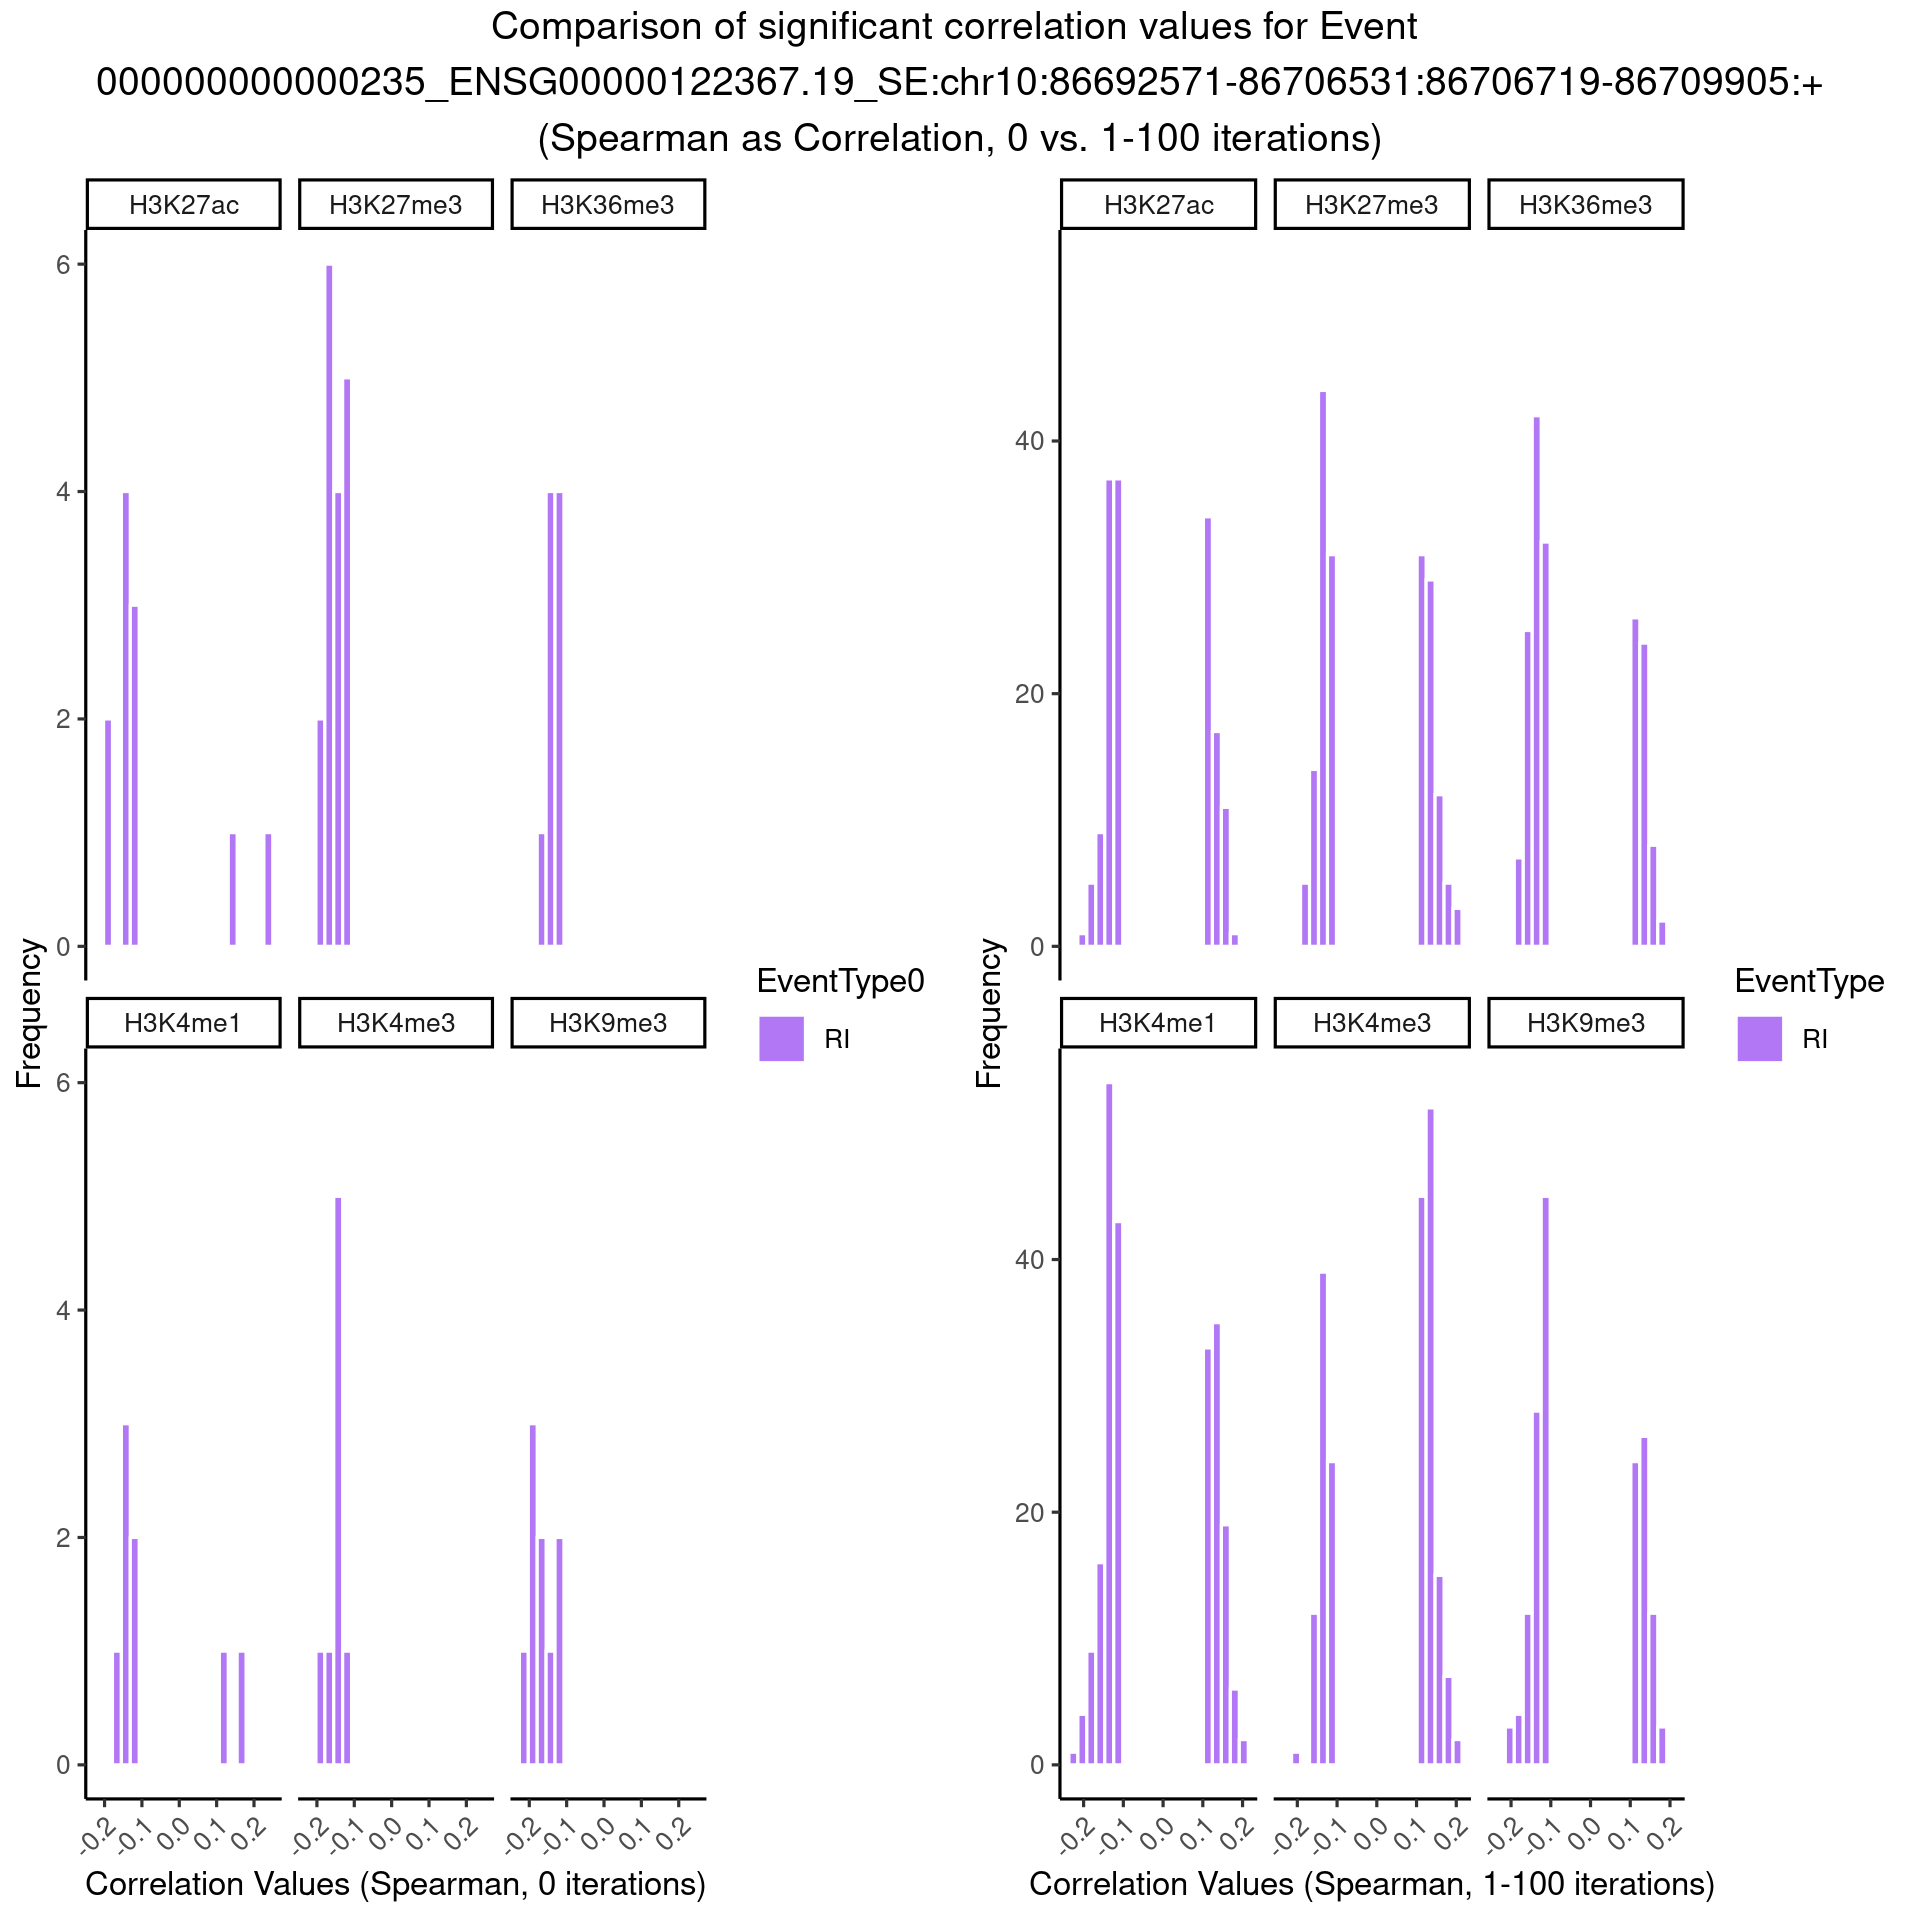 Comparison of significant correlation values for Event
000000000000235_ENSG00000122367.19_SE:chr10:86692571-86706531:86706719-86709905:+
(Spearman as Correlation, 0 vs. 1-100 iterations)
H3K27ac H3K27me3 H3K36me3
6
4
2
0
Frequency
H3K4me1 H3K4me3 H3K9me3
6
4
2
0
-0.2 -0.1 0.0 0.1 0.2 -0.2 -0.1 0.0 0.1 0.2 -0.2 -0.1 0.0 0.1 0.2
Correlation Values (Spearman, 0 iterations)
EventType0
RI
H3K27ac H3K27me3 H3K36me3
40
20
0
Frequency
H3K4me1 H3K4me3 H3K9me3
40
20
0
-0.2 -0.1 0.0 0.1 0.2 -0.2 -0.1 0.0 0.1 0.2 -0.2 -0.1 0.0 0.1 0.2
Correlation Values (Spearman, 1-100 iterations)
EventType
RI